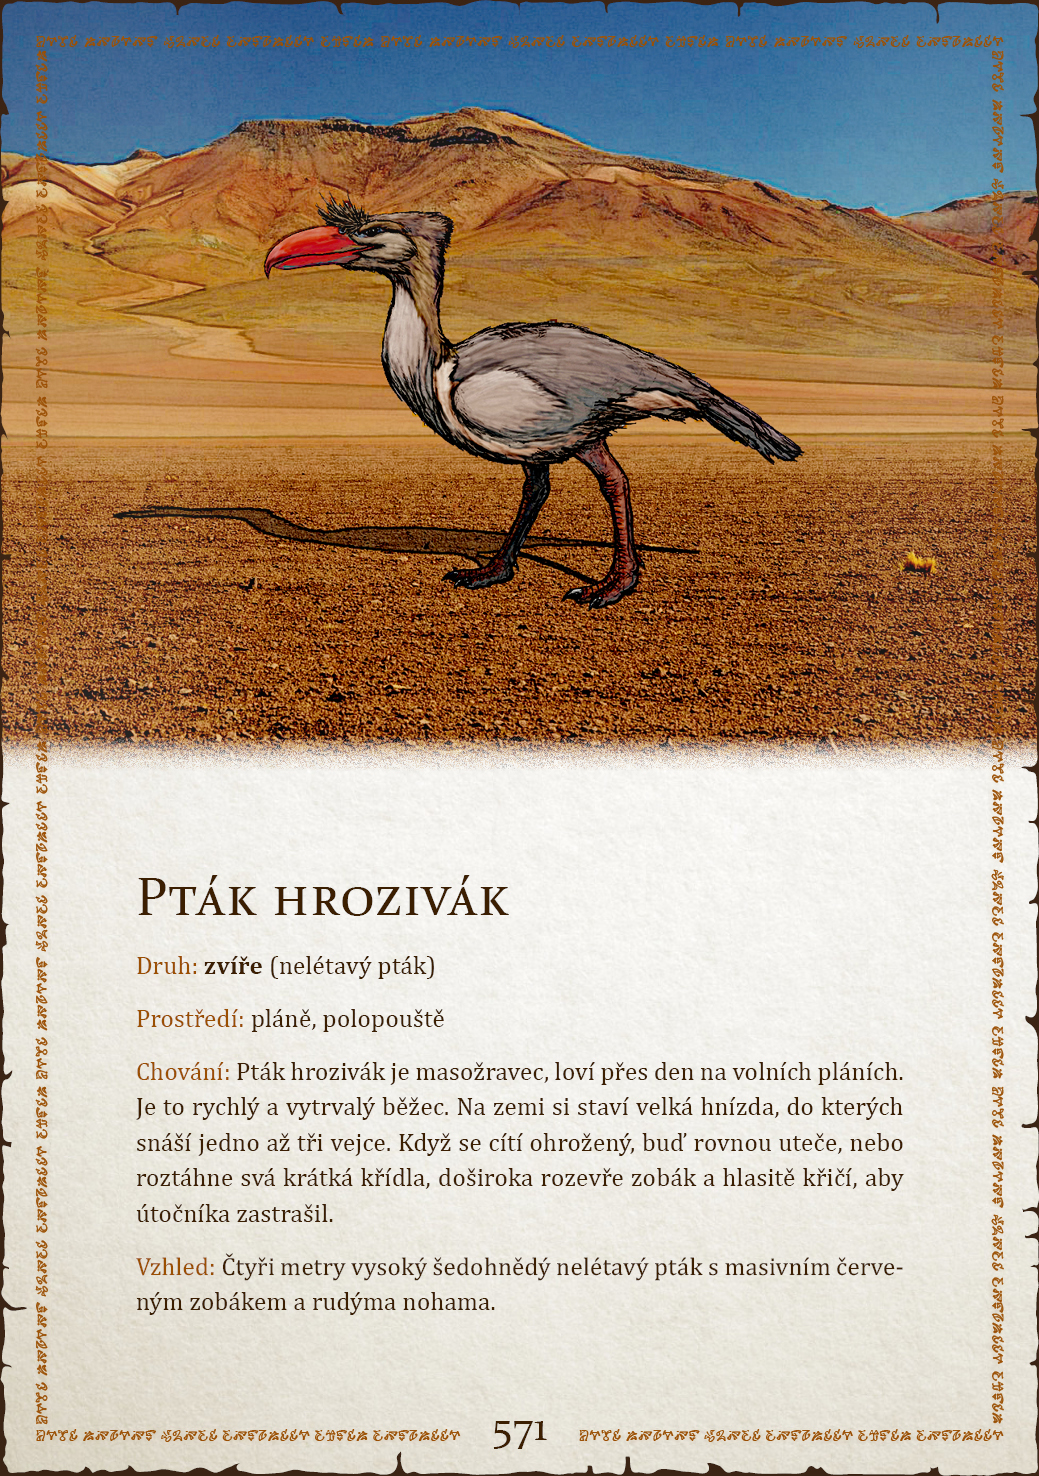 Pták hrozivák
Druh: zvíře (nelétavý pták)
Prostředí: pláně, polopouště
Chování: Pták hrozivák je masožravec, loví přes den na volních pláních.
Je to rychlý a vytrvalý běžec. Na zemi si staví velká hnízda, do kterých
snáší jedno až tři vejce. Když se cítí ohrožený, buď rovnou uteče, nebo
roztáhne svá krátká křídla, doširoka rozevře zobák a hlasitě křičí, aby
útočníka zastrašil.
Vzhled: Čtyři metry vysoký šedohnědý nelétavý pták s masivním červe-
ným zobákem a rudýma nohama.
571